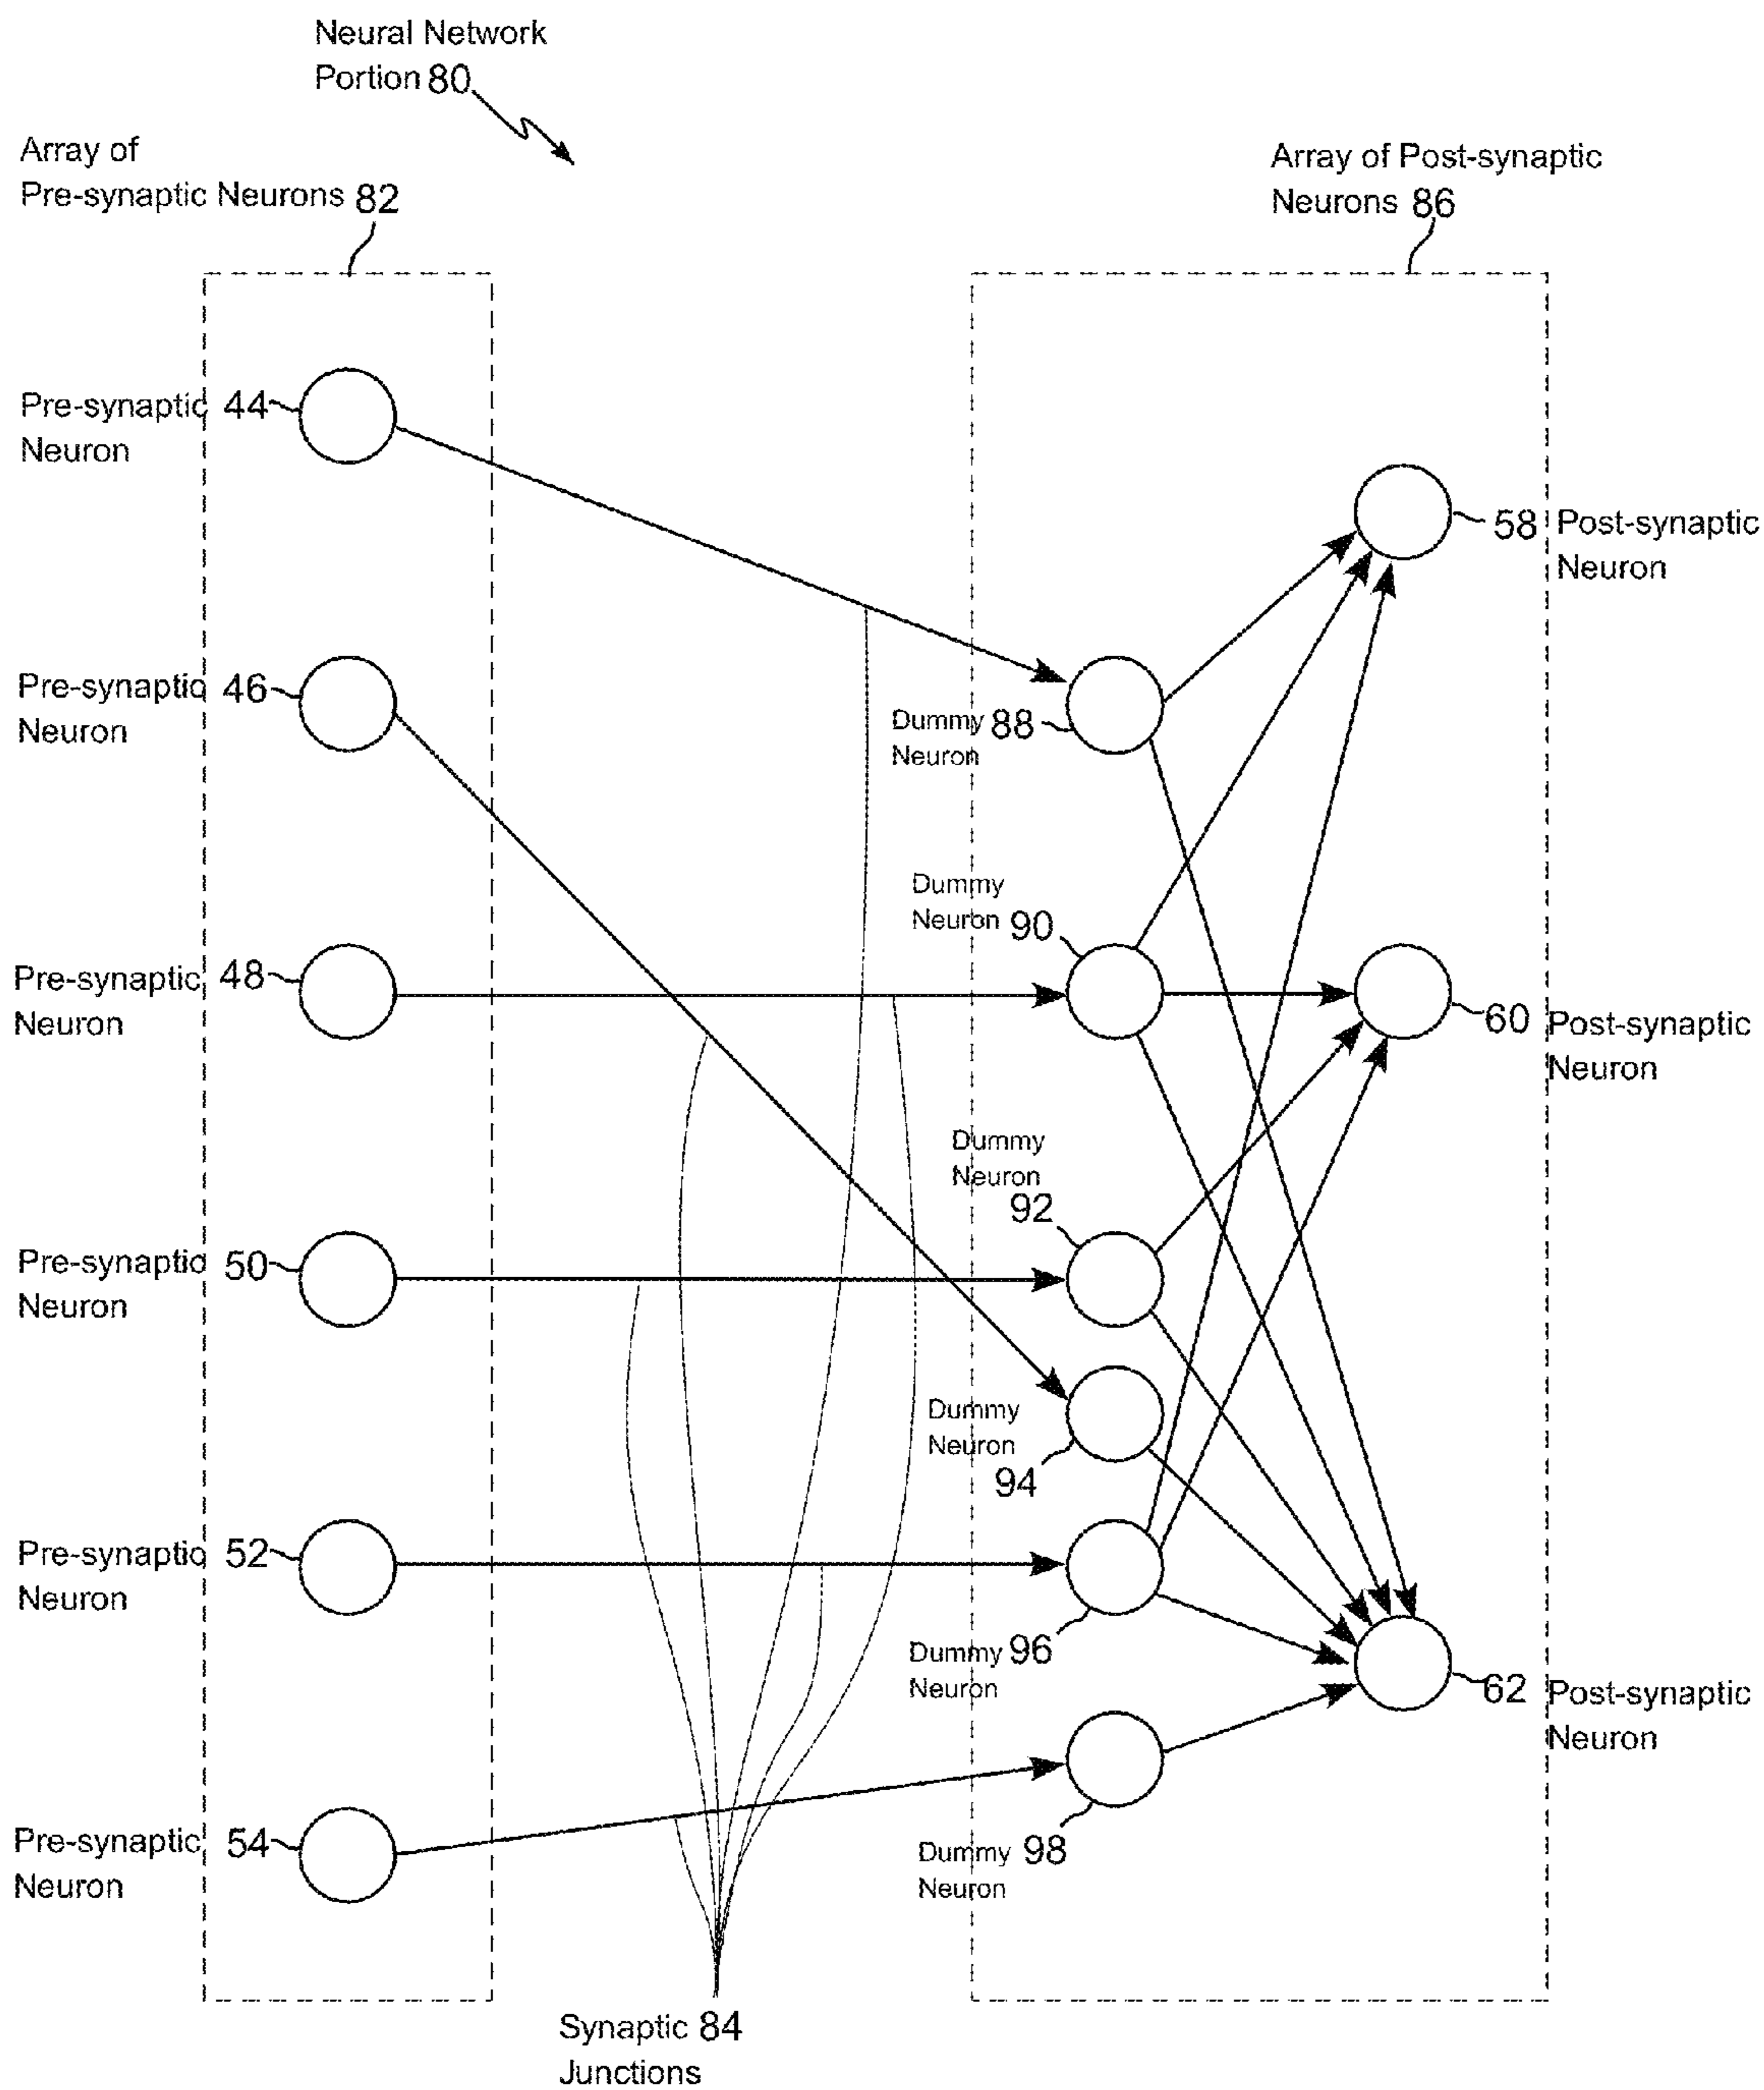 Neural Network
Portion 80
Array of
Pre-synaptic Neurons 82
Array of Post-synaptic
Neurons 86
Pre-synaptic 44
Neuron
58 Post-synaptic
Neuron
Pre-synaptic 46
Neuron
Dummy 88
Neuron
Dummy
Neuron 90
Pre-synaptic 48
Neuron
60 Post-synaptic
Neuron
Dummy
Neuron
92
Pre-synaptic 50
Neuron
Dummy
Neuron
94
Pre-synaptic 52
Neuron
Dummy 96
Neuron
62 Post-synaptic
Neuron
Pre-synaptic 54
Neuron
Dummy 98
Neuron
Synaptic 84
Junctions